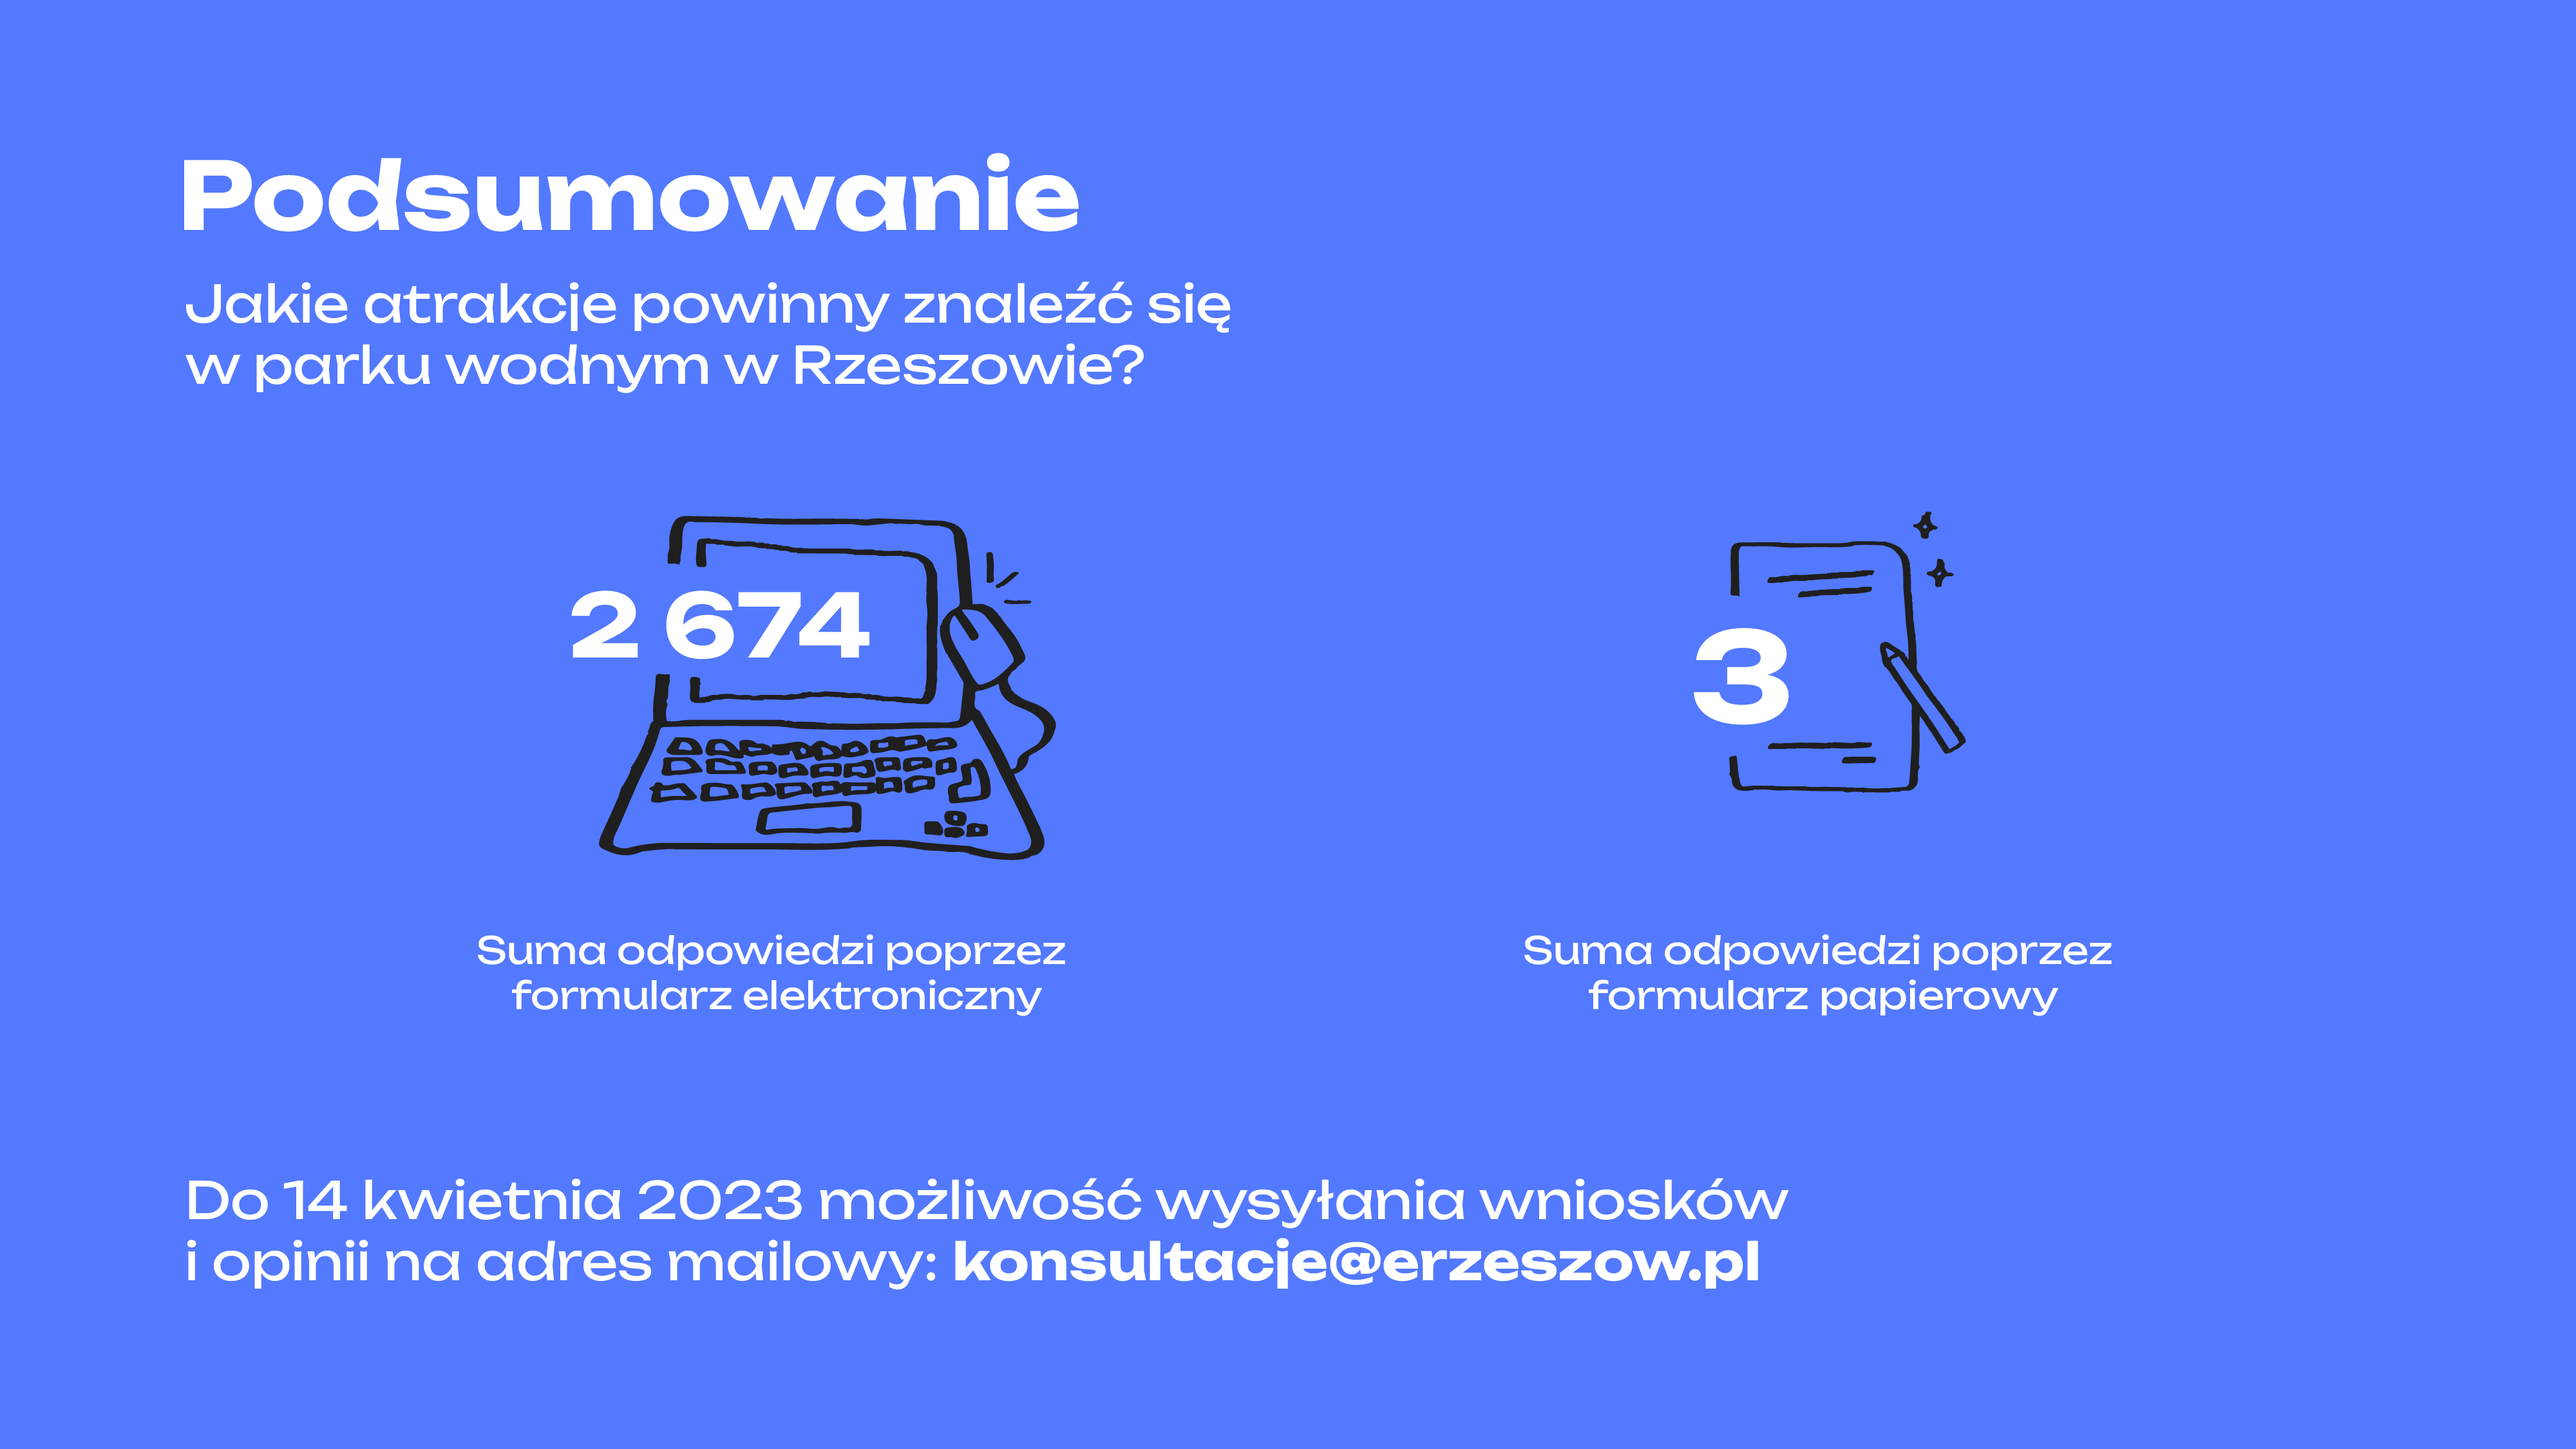 Podsumowanie
Jakie atrakcje powinny znaleźć się
w parku wodnym w Rzeszowie?
2 674
3
Suma odpowiedzi poprzez
formularz elektroniczny
Suma odpowiedzi poprzez
formularz papierowy
Do 14 kwietnia 2023 możliwość wysyłania wniosków
i opinii na adres mailowy: konsultacje@erzeszow.pl